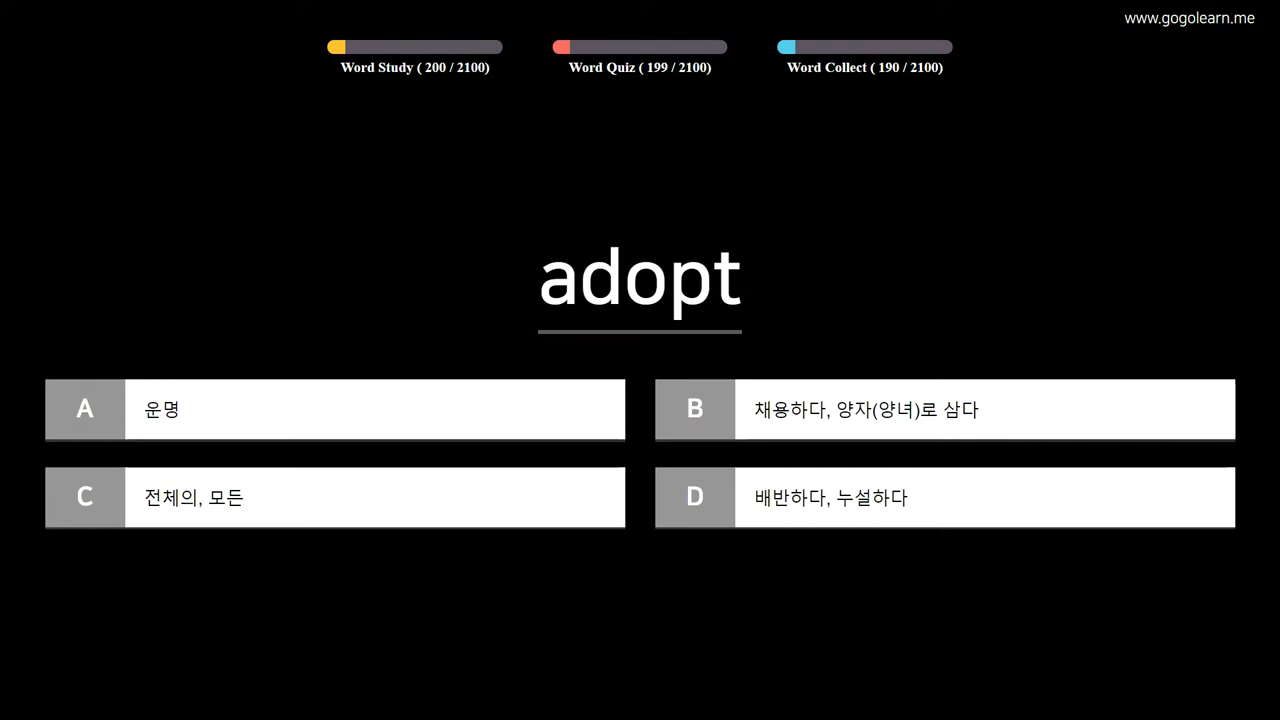 www.gogolearn.me
Word Study ( 200 / 2100)
Word Quiz ( 199 / 2100)
Word Collect ( 190 / 2100)
adopt
A 운명
B 채용하다, 양자(양녀)로 삼다
C 전체의, 모든
D 배반하다, 누설하다